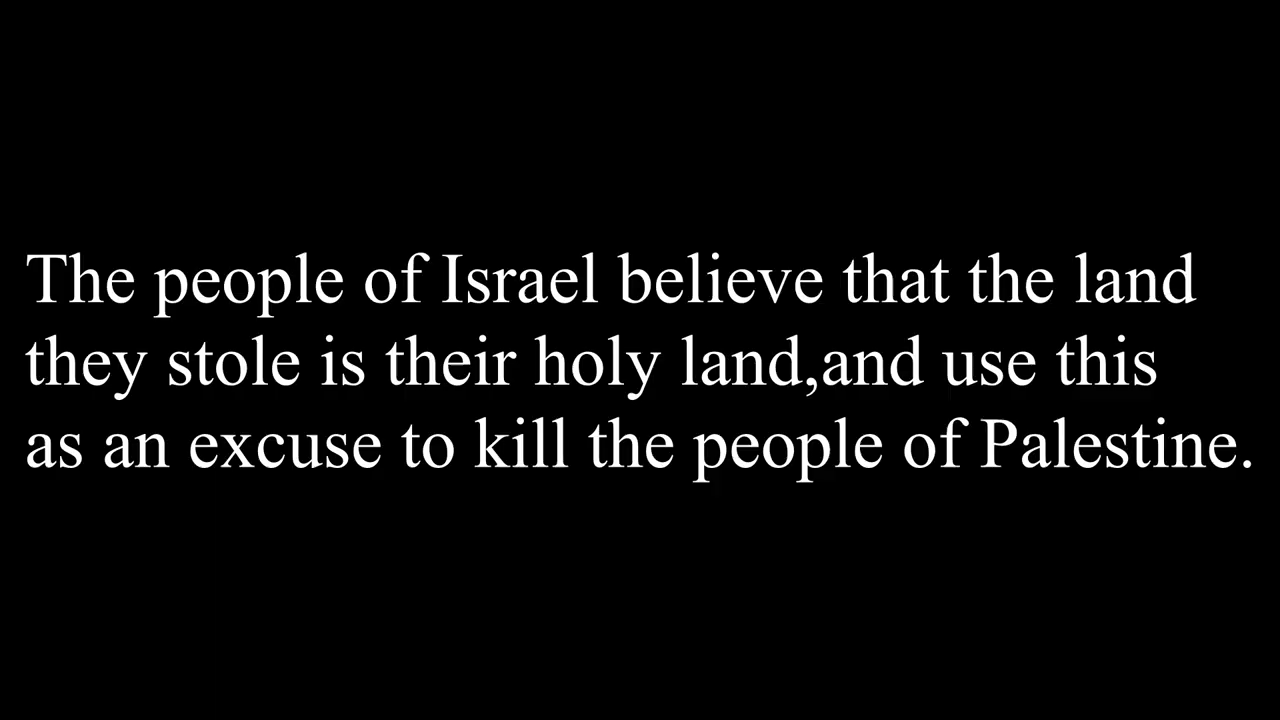 The people of Israel believe that the land
they stole is their holy land,and use this
as an excuse to kill the people of Palestine.